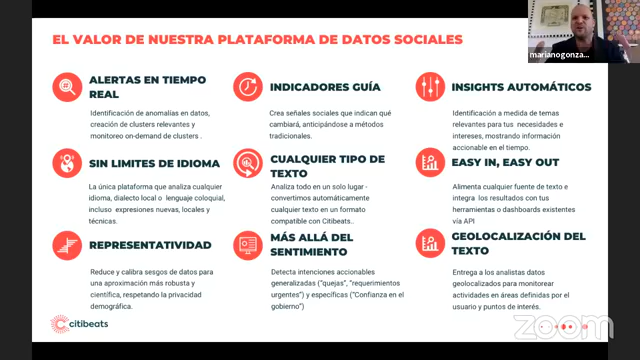 EL VALOR DE NUESTRA PLATAFORMA DE DATOS SOCIALES
marianogonza...
ALERTAS EN TIEMPO
REAL
Identificación de anomalías en datos,
creación de clusters relevantes y
monitoreo on-demand de clusters .
INDICADORES GUÍA
Crea señales sociales que indican qué
cambiará, anticipándose a métodos
tradicionales.
INSIGHTS AUTOMÁTICOS
Identificación a medida de temas
relevantes para tus necesidades e
intereses, mostrando información
accionable en el tiempo.
SIN LIMITES DE IDIOMA
La única plataforma que analiza cualquier
idioma, dialecto local o lenguaje coloquial,
incluso expresiones nuevas, locales y
técnicas.
CUALQUIER TIPO DE
TEXTO
Analiza todo en un solo lugar -
convertimos automáticamente
cualquier texto en un formato
compatible con Citibeats..
EASY IN, EASY OUT
Alimenta cualquier fuente de texto e
integra los resultados con tus
herramientas o dashboards existentes
vía API
REPRESENTATIVIDAD
Reduce y calibra sesgos de datos para
una aproximación más robusta y
científica, respetando la privacidad
demográfica.
MÁS ALLÁ DEL
SENTIMIENTO
Detecta intenciones accionables
generalizadas ("quejas", "requerimientos
urgentes") y específicas ("Confianza en el
gobierno")
GEOLOCALIZACIÓN DEL
TEXTO
Entrega a los analistas datos
geolocalizados para monitorear
actividades en áreas definidas por el
usuario y puntos de interés.
citibeats
zoom